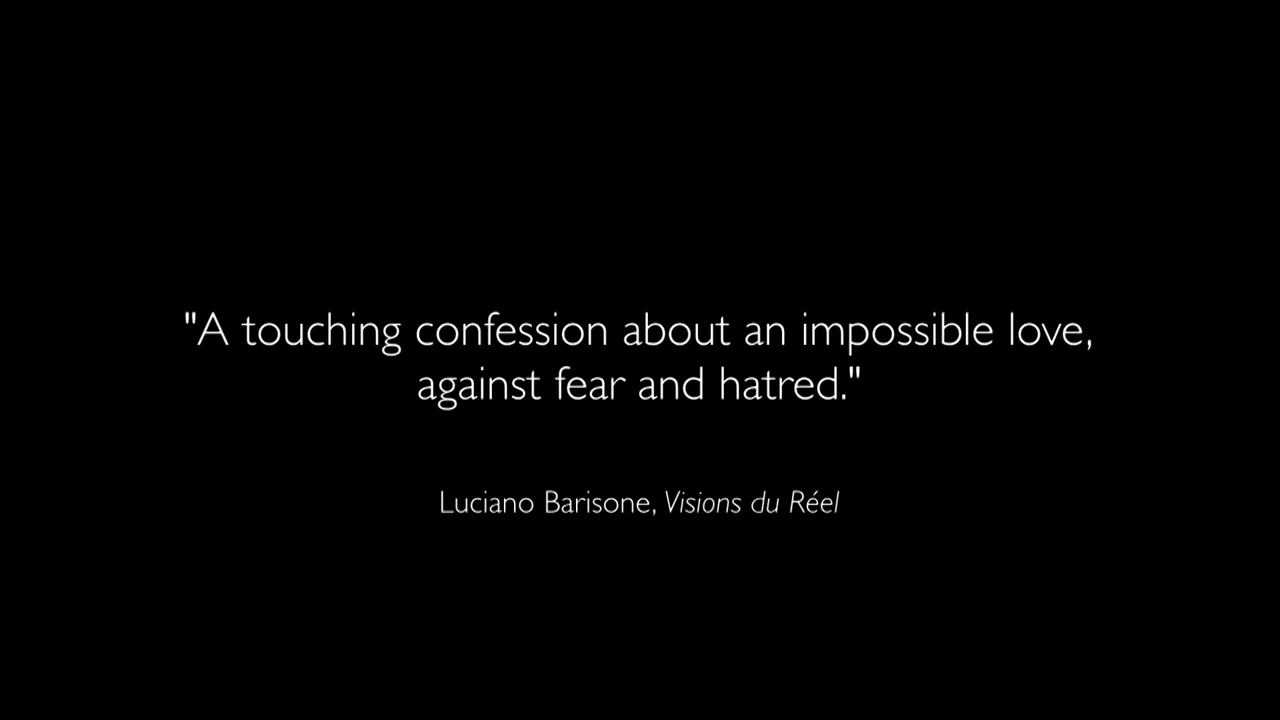 "A touching confession about an impossible love,
against fear and hatred."
Luciano Barisone, Visions du Réel